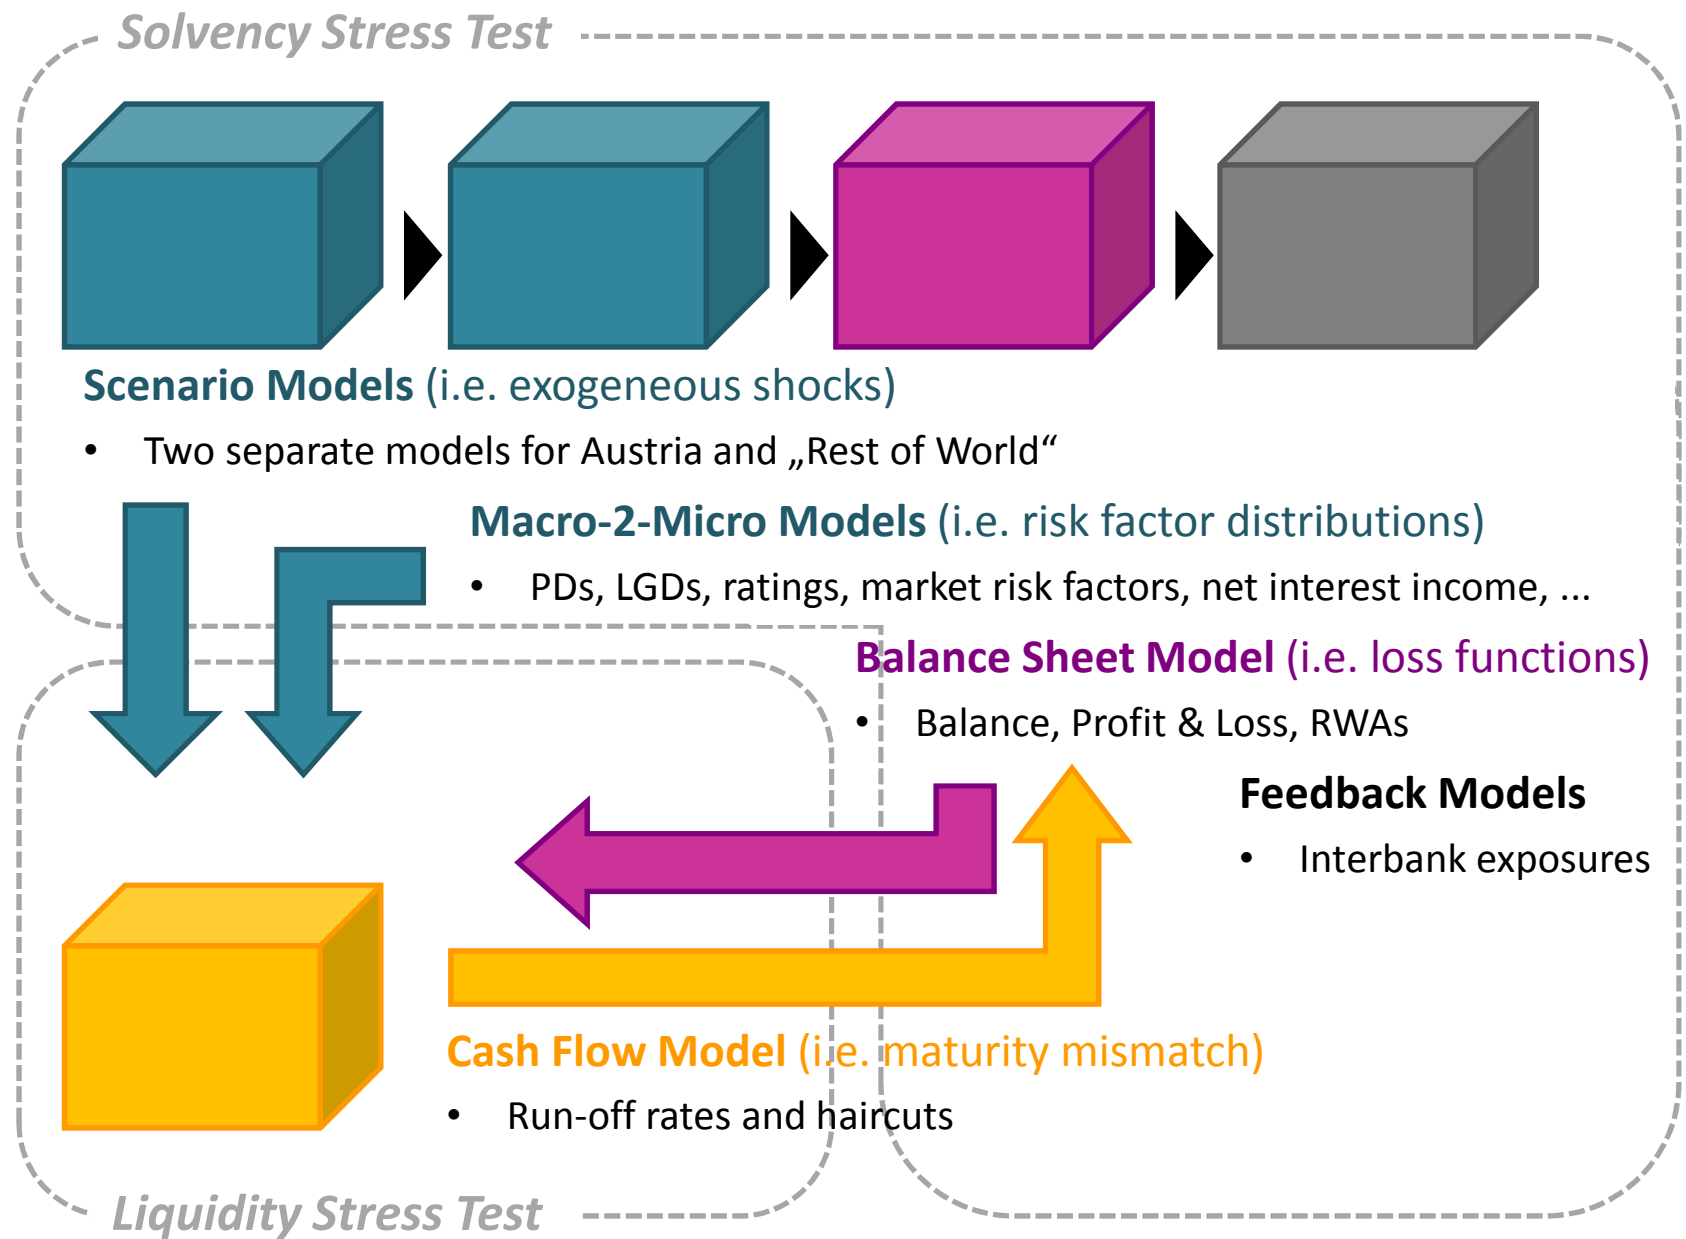 Solvency Stress Test
Scenario Models (i.e. exogeneous shocks)
• Two separate models for Austria and „Rest of World“
Macro-2-Micro Models (i.e. risk factor distributions)
• PDs, LGDs, ratings, market risk factors, net interest income, ...
Balance Sheet Model (i.e. loss functions)
• Balance, Profit & Loss, RWAs
Feedback Models
• Interbank exposures
Cash Flow Model (i.e. maturity mismatch)
• Run-off rates and haircuts
Liquidity Stress Test